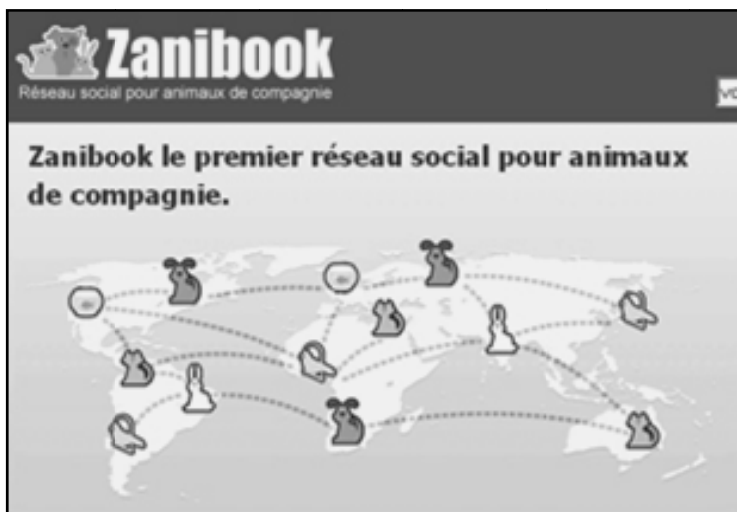 Zanibook
Réseau social pour animaux de compagnie
Zanibook le premier réseau social pour animaux
de compagnie.